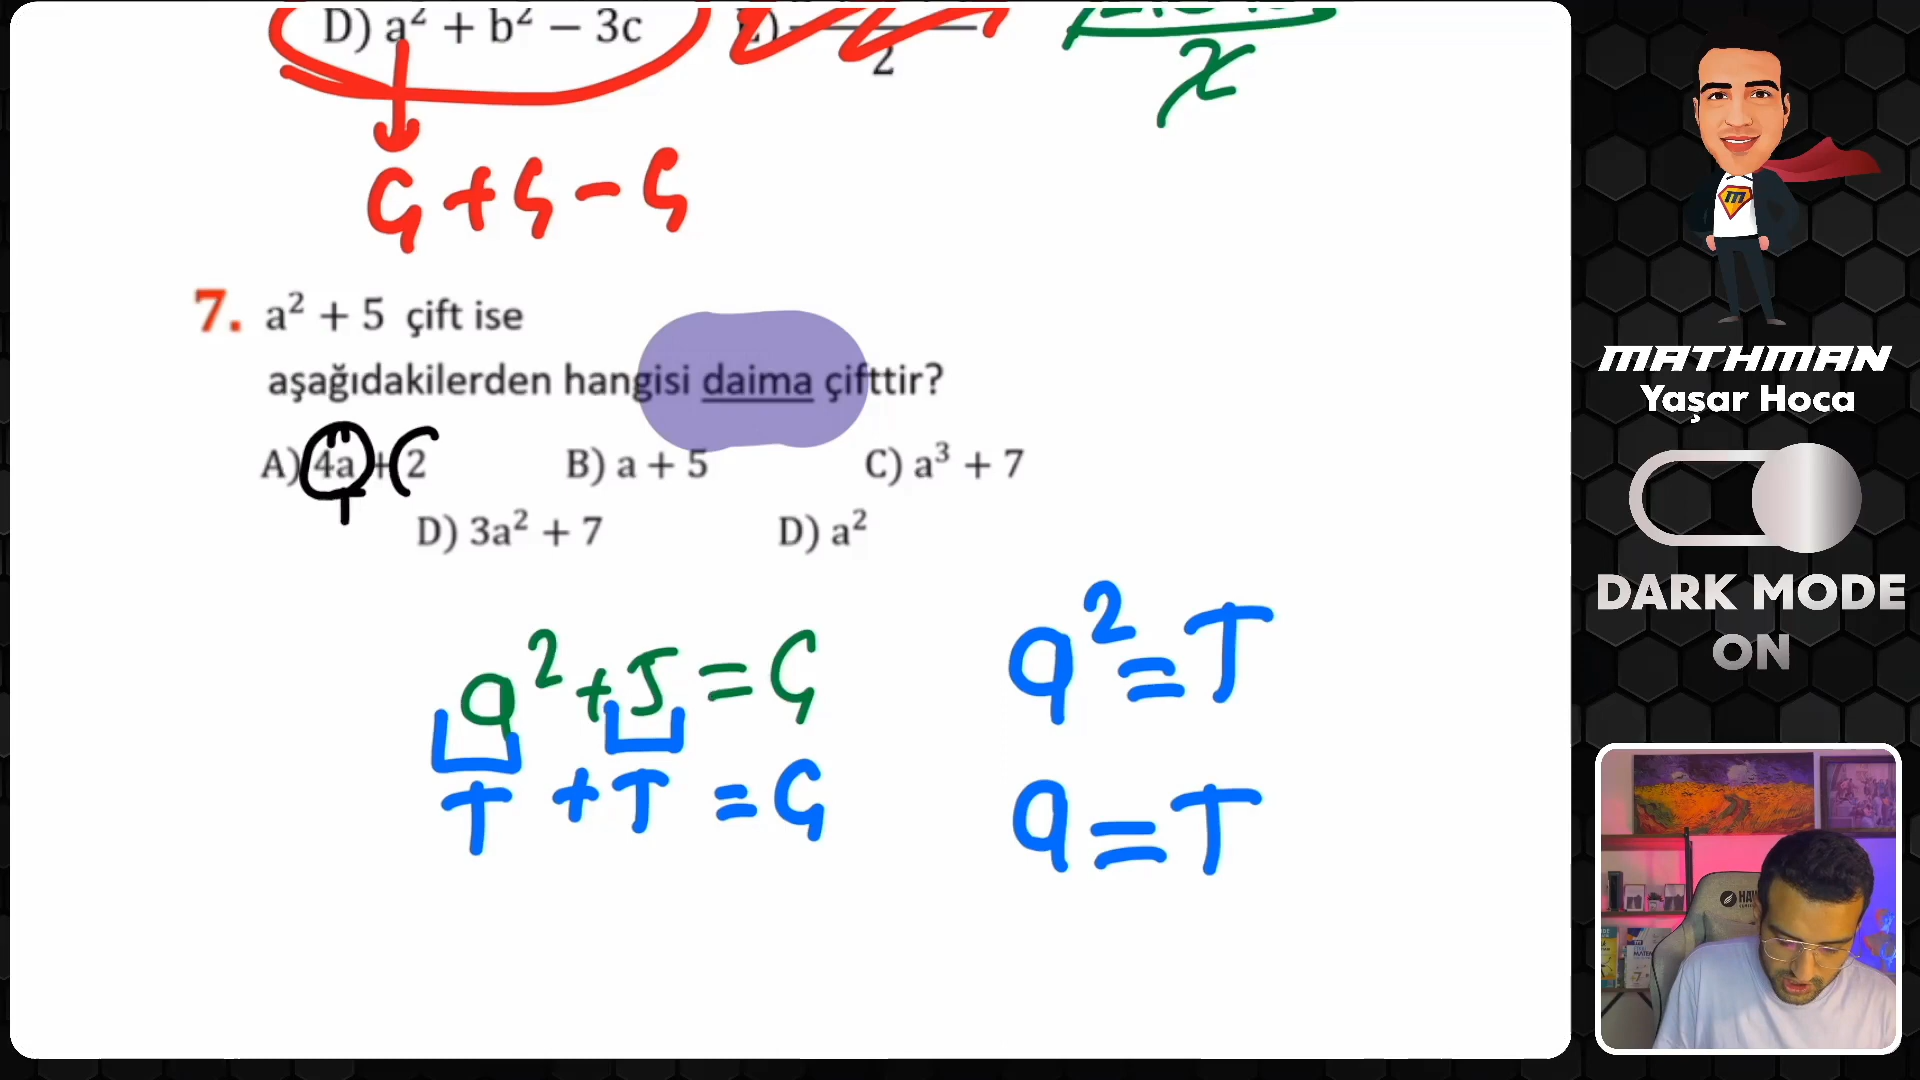 D) a² + b² − 3c
2
x
Ç + Ç − Ç
7. a² + 5 çift ise
aşağıdakilerden hangisi daima çifttir?
A) 4a + 2 B) a + 5 C) a³ + 7
T
D) 3a² + 7 D) a²
a² + 5 = Ç
T + T = Ç
a² = T
a = T
MATHMAN
Yaşar Hoca
DARK MODE
ON